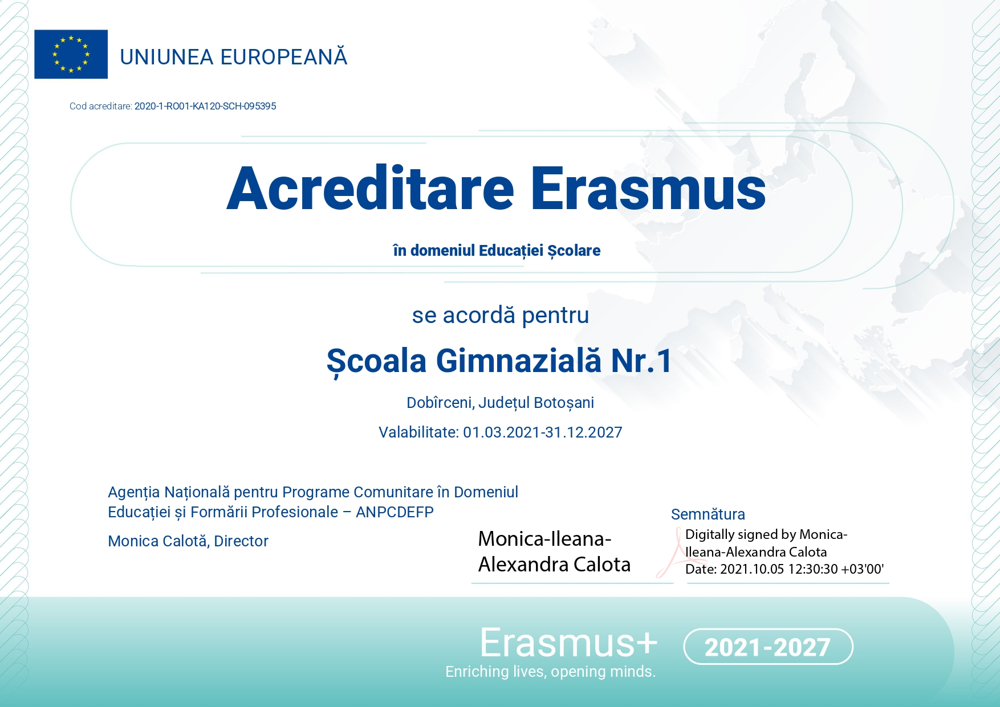 UNIUNEA EUROPEANĂ
Cod acreditare: 2020-1-RO01-KA120-SCH-095395
Acreditare Erasmus
în domeniul Educației Școlare
se acordă pentru
Școala Gimnazială Nr.1
Dobîrceni, Județul Botoșani
Valabilitate: 01.03.2021-31.12.2027
Agenția Națională pentru Programe Comunitare în Domeniul
Educației și Formării Profesionale – ANPCDEFP
Monica Calotă, Director
Monica-Ileana-
Alexandra Calota
Semnătura
Digitally signed by Monica-
Ileana-Alexandra Calota
Date: 2021.10.05 12:30:30 +03'00'
Erasmus+
Enriching lives, opening minds.
2021-2027